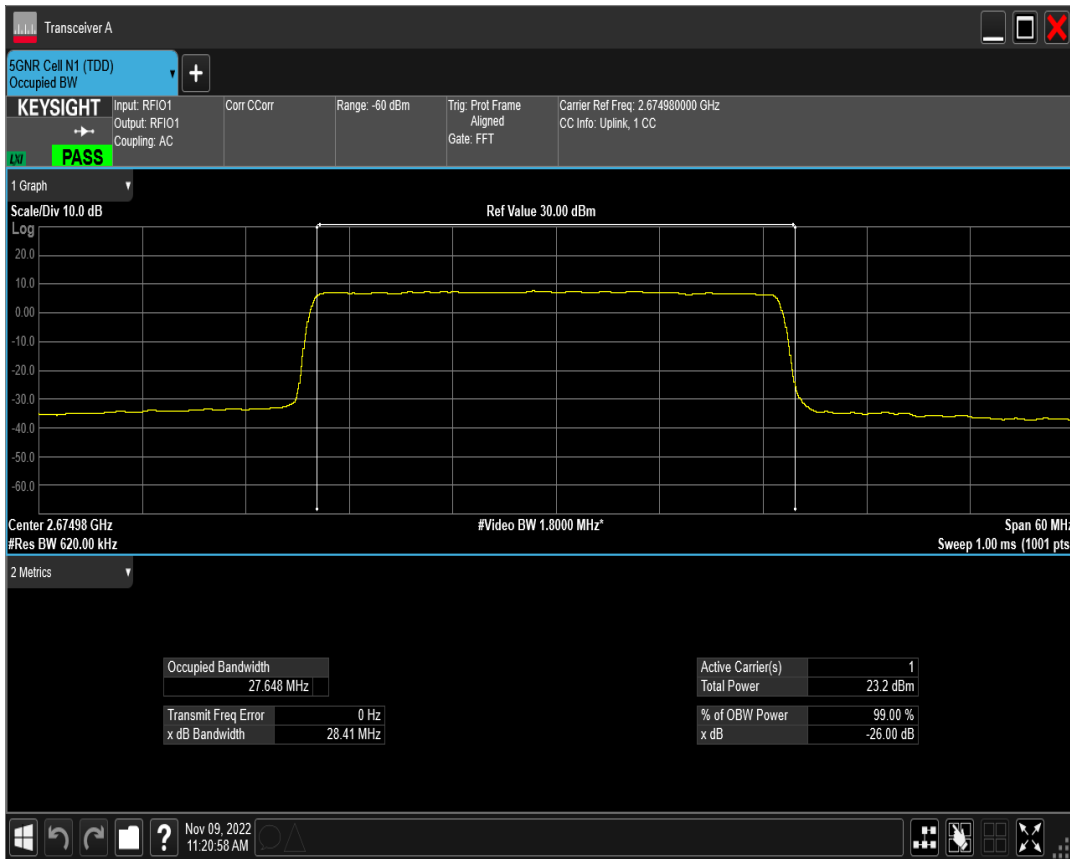 Transceiver A
5GNR Cell N1 (TDD)
Occupied BW
+
KEYSIGHT
LXI
PASS
Input: RFIO1
Output: RFIO1
Coupling: AC
Corr CCorr
Range: -60 dBm
Trig: Prot Frame
Aligned
Gate: FFT
Carrier Ref Freq: 2.674980000 GHz
CC Info: Uplink, 1 CC
1 Graph
Scale/Div 10.0 dB
Ref Value 30.00 dBm
Log
20.0
10.0
0.00
-10.0
-20.0
-30.0
-40.0
-50.0
-60.0
Center 2.67498 GHz
#Video BW 1.8000 MHz*
Span 60 MHz
#Res BW 620.00 kHz
Sweep 1.00 ms (1001 pts
2 Metrics
Occupied Bandwidth
27.648 MHz
Transmit Freq Error 0 Hz
x dB Bandwidth 28.41 MHz
Active Carrier(s) 1
Total Power 23.2 dBm
% of OBW Power 99.00 %
x dB -26.00 dB
?
Nov 09, 2022
11:20:58 AM